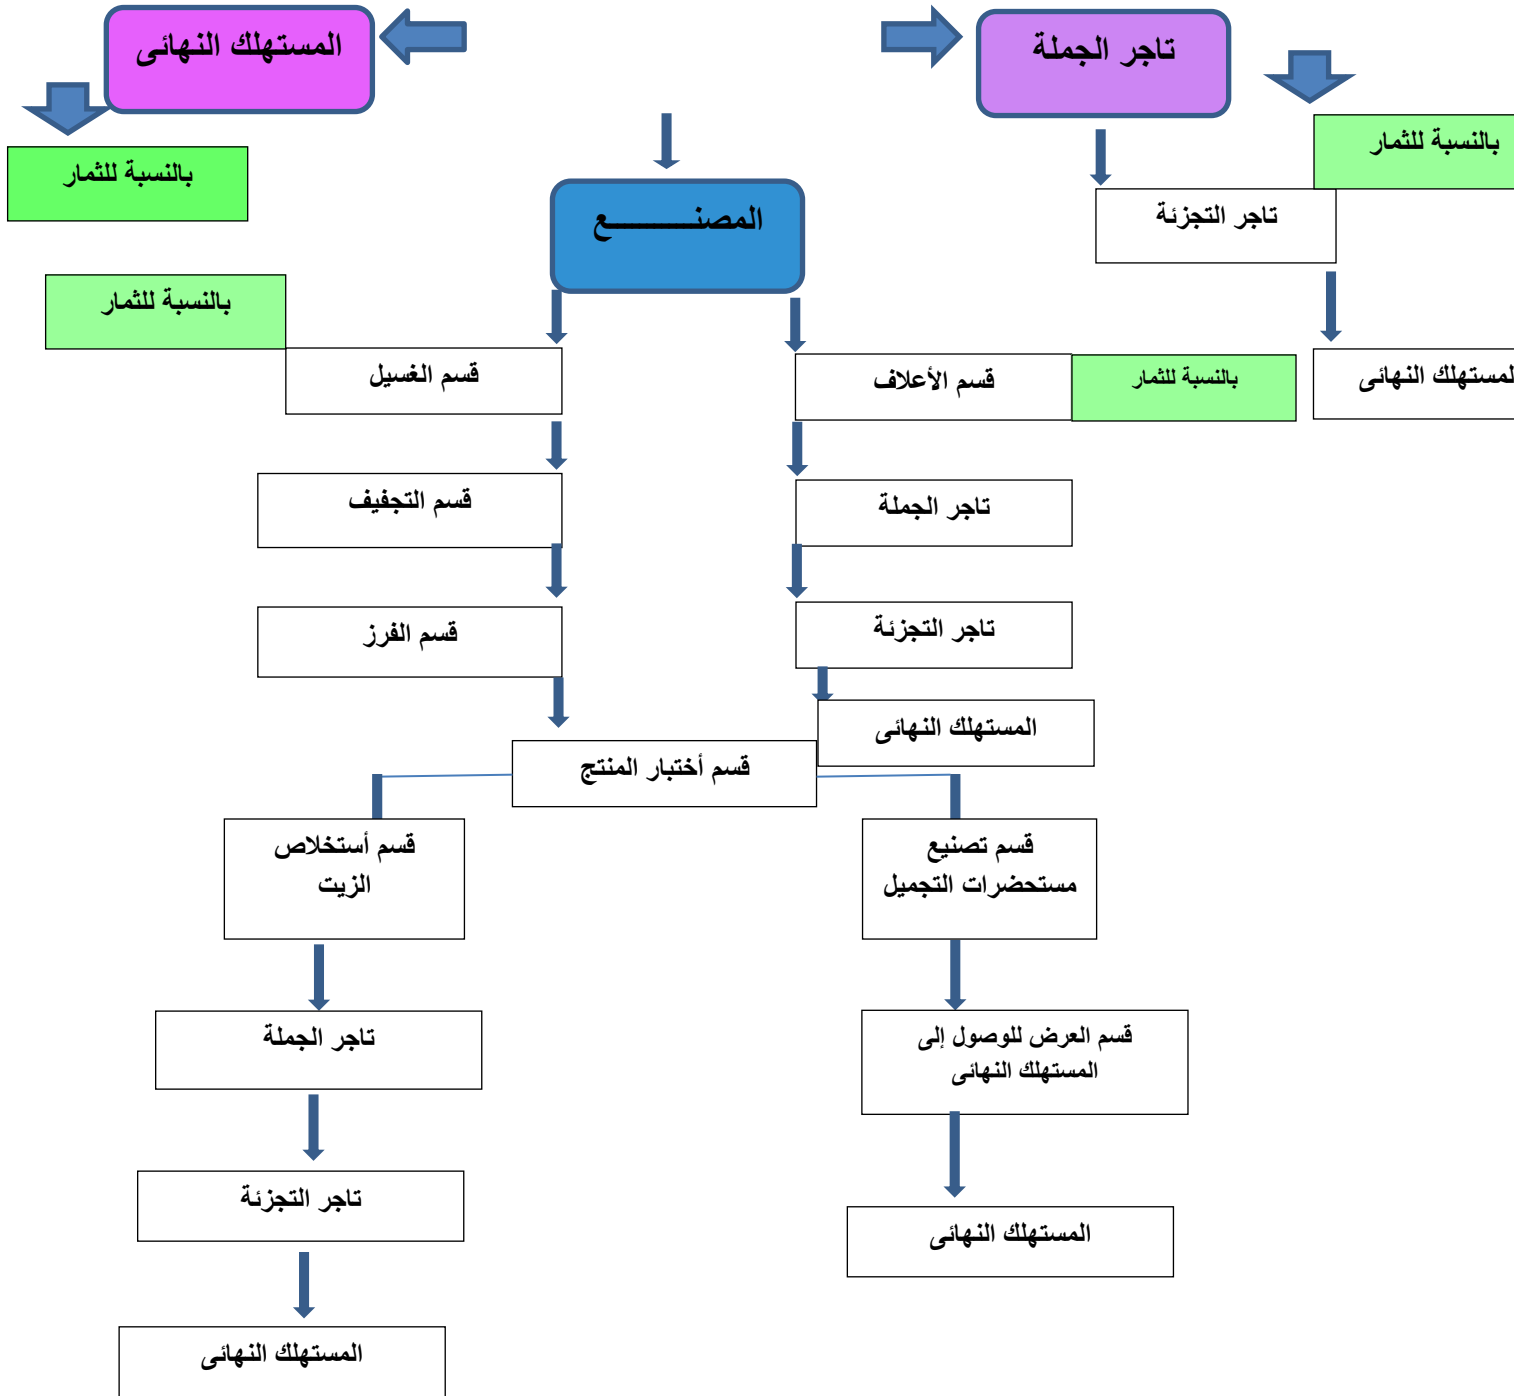 تاجر الجملة
المستهلك النهائى
بالنسبة للثمار
بالنسبة للثمار
تاجر التجزئة
المصنـــــــــــع
بالنسبة للثمار
المستهلك النهائى
بالنسبة للثمار
قسم الأعلاف
قسم الغسيل
تاجر الجملة
قسم التجفيف
تاجر التجزئة
قسم الفرز
المستهلك النهائى
قسم أختبار المنتج
قسم تصنيع
مستحضرات التجميل
قسم أستخلاص
الزيت
قسم العرض للوصول إلى
المستهلك النهائى
تاجر الجملة
تاجر التجزئة
المستهلك النهائى
المستهلك النهائى